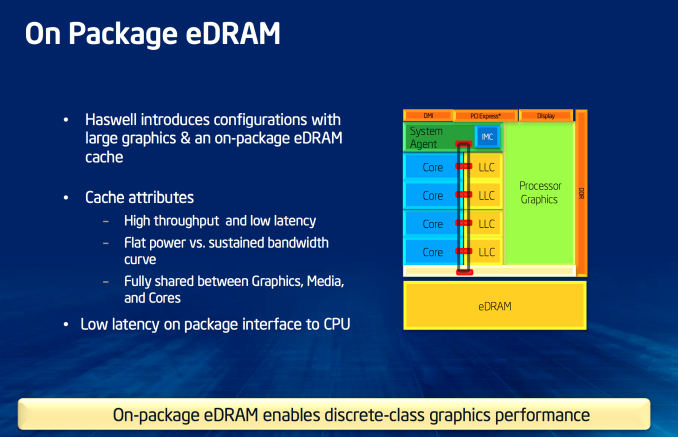 On Package eDRAM
• Haswell introduces configurations with
large graphics & an on-package eDRAM
cache
• Cache attributes
– High throughput and low latency
– Flat power vs. sustained bandwidth
curve
– Fully shared between Graphics, Media,
and Cores
• Low latency on package interface to CPU
DMI PCI Express* Display
System
Agent
IMC
Core LLC
Core LLC
Core LLC
Core LLC
Processor
Graphics
DDR
eDRAM
On-package eDRAM enables discrete-class graphics performance